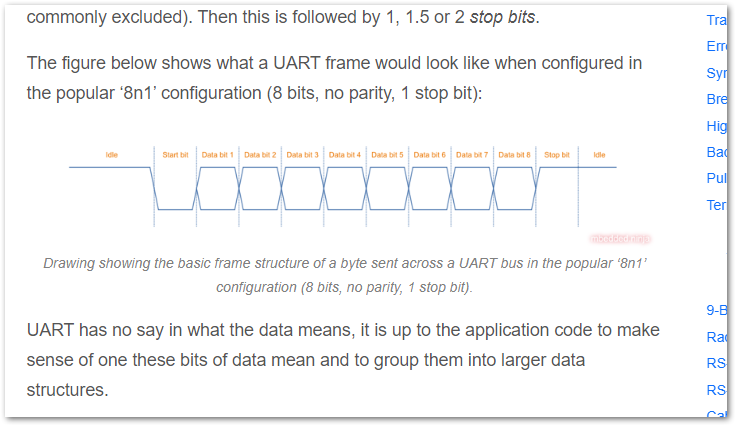 commonly excluded). Then this is followed by 1, 1.5 or 2 stop bits.
The figure below shows what a UART frame would look like when configured in
the popular ‘8n1’ configuration (8 bits, no parity, 1 stop bit):
Idle Start bit Data bit 1 Data bit 2 Data bit 3 Data bit 4 Data bit 5 Data bit 6 Data bit 7 Data bit 8 Stop bit Idle
Drawing showing the basic frame structure of a byte sent across a UART bus in the popular ‘8n1’
configuration (8 bits, no parity, 1 stop bit).
UART has no say in what the data means, it is up to the application code to make
sense of one these bits of data mean and to group them into larger data
structures.
Tra
Erro
Syn
Bre
Hig
Bac
Pul
Ter
9-B
Rac
RS
RS
Cal